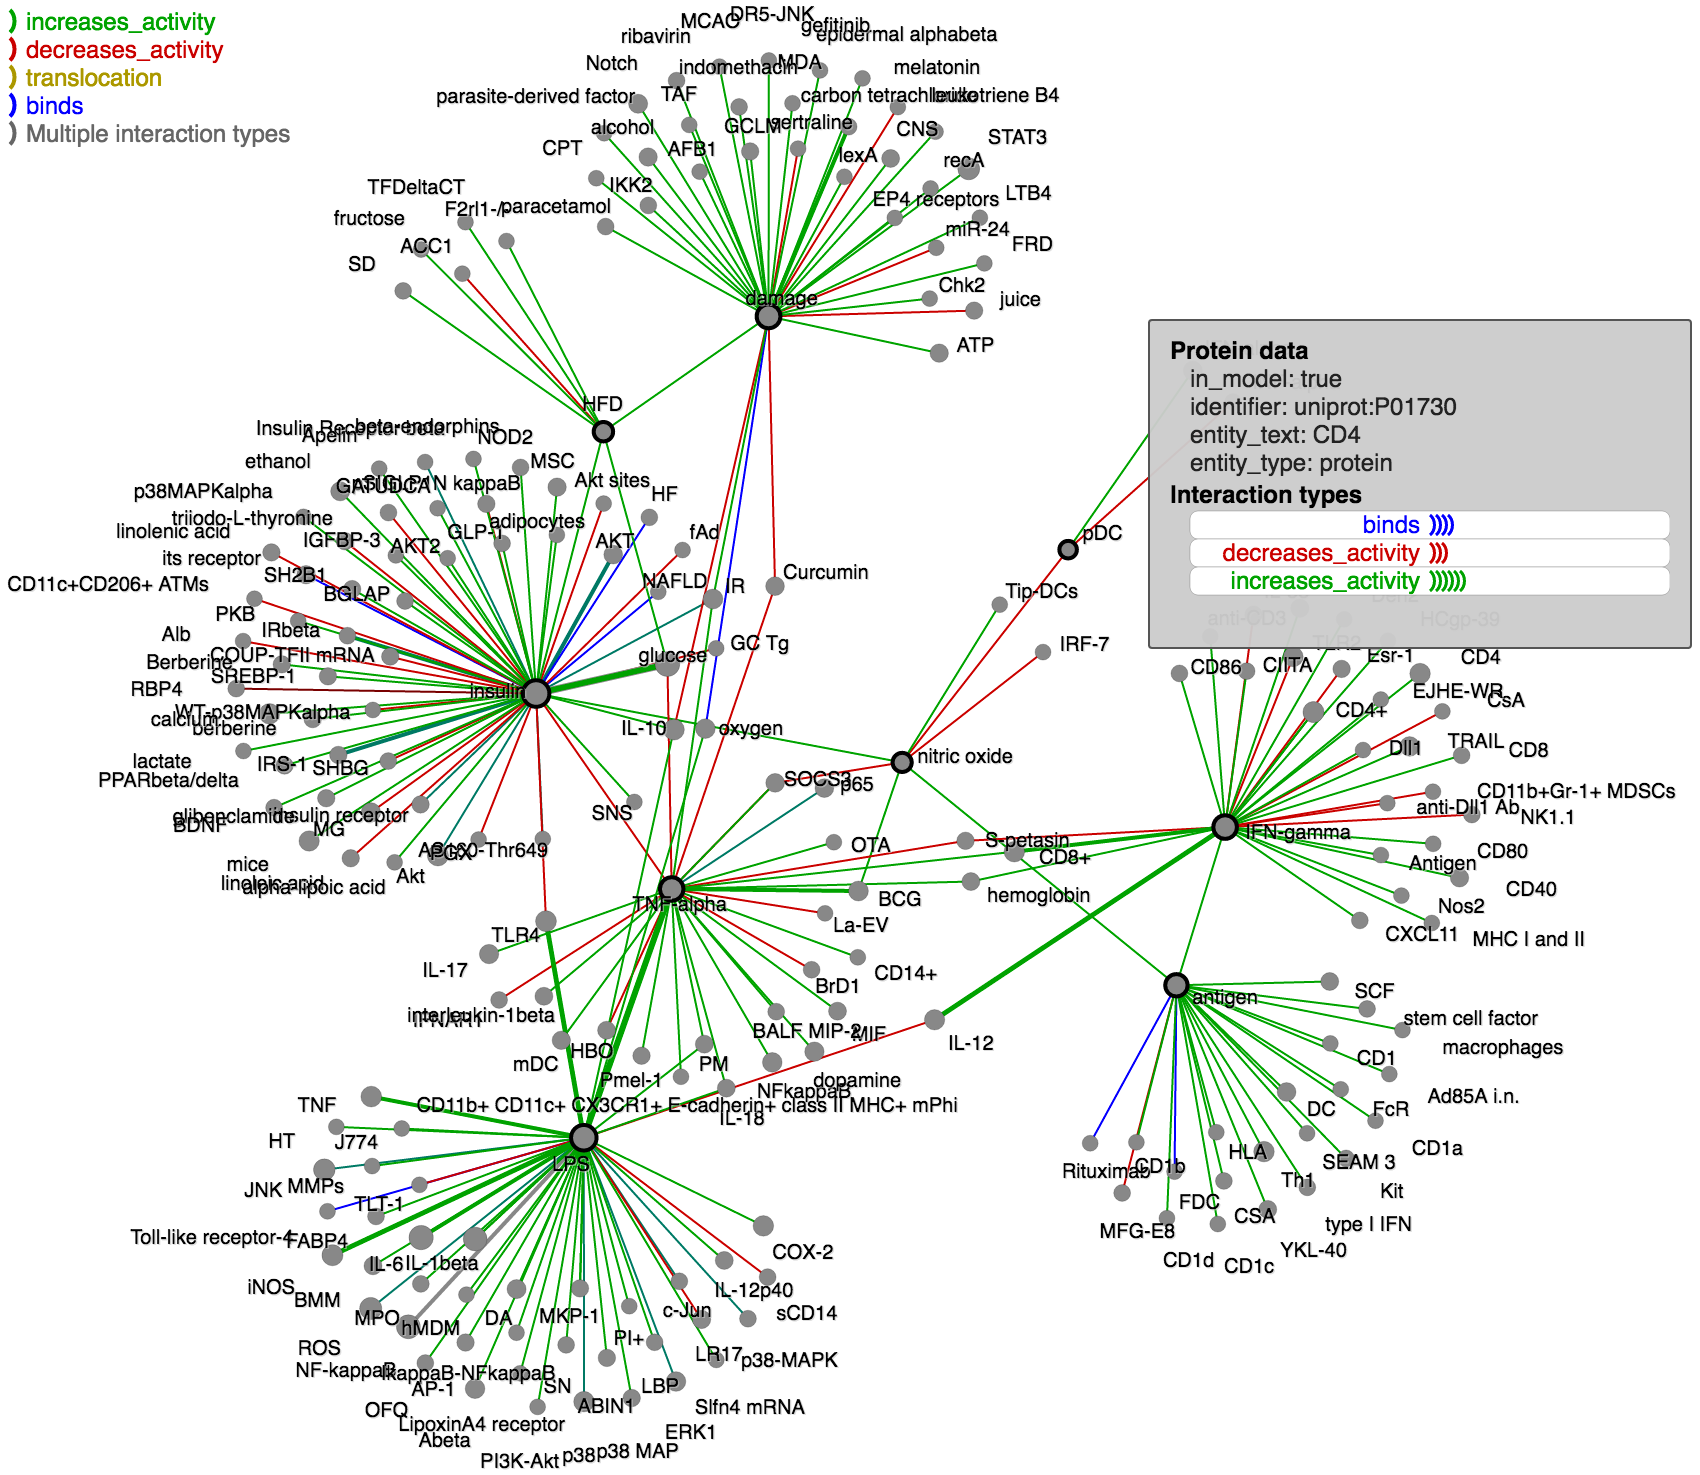 increases_activity
decreases_activity
translocation
binds
Multiple interaction types
DR5-JNK
MCAO
gefitinib
ribavirin
epidermal alphabeta
Notch
indomethacin
MDA
melatonin
parasite-derived factor
TAF
carbon tetrachloride
leukotriene B4
alcohol
GCLM
sertraline
CNS
STAT3
CPT
AFB1
lexA
recA
TFDeltaCT
IKK2
EP4 receptors
LTB4
fructose
F2rl1-/-
paracetamol
miR-24
FRD
ACC1
SD
Chk2
juice
damage
ATP
HFD
Protein data
in_model: true
identifier: uniprot:P01730
entity_text: CD4
entity_type: protein
Interaction types
binds
decreases_activity
increases_activity
Insulin Receptor beta
beta-endorphins
Apelin
NOD2
ethanol
MSC
p38MAPKalpha
TUDCA
N kappaB
Akt sites
HF
triiodo-L-thyronine
adipocytes
linolenic acid
IGFBP-3
GLP-1
AKT2
AKT
fAd
its receptor
SH2B1
CD11c+CD206+ ATMs
BGLAP
NAFLD
IR
Curcumin
PKB
IRbeta
Alb
COUP-TFII mRNA
Berberine
SREBP-1
glucose
GC Tg
RBP4
insulin
WT-p38MAPKalpha
calcium
berberine
IL-10
oxygen
lactate
IRS-1
SHBG
PPARbeta/delta
SNS
SOCS3
p65
glibenclamide
insulin receptor
BDNF
MG
AS160-Thr649
PGX
mice
linoleic acid
alpha-lipoic acid
Akt
pDC
Tip-DCs
IRF-7
nitric oxide
anti-CD3
HCgp-39
TLR2
CD86
CIITA
Esr-1
CD4
EJHE-WR
CsA
CD4+
Dll1
TRAIL
CD8
CD11b+Gr-1+ MDSCs
anti-Dll1 Ab
NK1.1
IFN-gamma
CD80
Antigen
CD40
Nos2
CXCL11
MHC I and II
OTA
S-petasin
CD8+
TNF-alpha
BCG
hemoglobin
La-EV
TLR4
IL-17
CD14+
BrD1
interleukin-1beta
IFNAR1
BALF
MIP-2
MIF
IL-12
mDC
HBO
Pmel-1
PM
NFkappaB
dopamine
TNF
CD11b+ CD11c+ CX3CR1+ E-cadherin+ class II MHC+ mPhi
IL-18
HT
J774
LPS
JNK
MMPs
TLT-1
Toll-like receptor-4
FABP4
IL-6
IL-1beta
iNOS
BMM
MPO
hMDM
DA
MKP-1
c-Jun
IL-12p40
COX-2
sCD14
ROS
PI+
LR17
p38-MAPK
NF-kappaB
IkappaB-NFkappaB
AP-1
SN
LBP
OFQ
ABIN1
Slfn4 mRNA
LipoxinA4 receptor
Abeta
ERK1
PI3K-Akt
p38
p38 MAP
antigen
SCF
stem cell factor
macrophages
CD1
Ad85A i.n.
DC
FcR
CD1a
HLA
SEAM 3
Rituximab
CD1b
Th1
Kit
FDC
CSA
type I IFN
MFG-E8
YKL-40
CD1d
CD1c